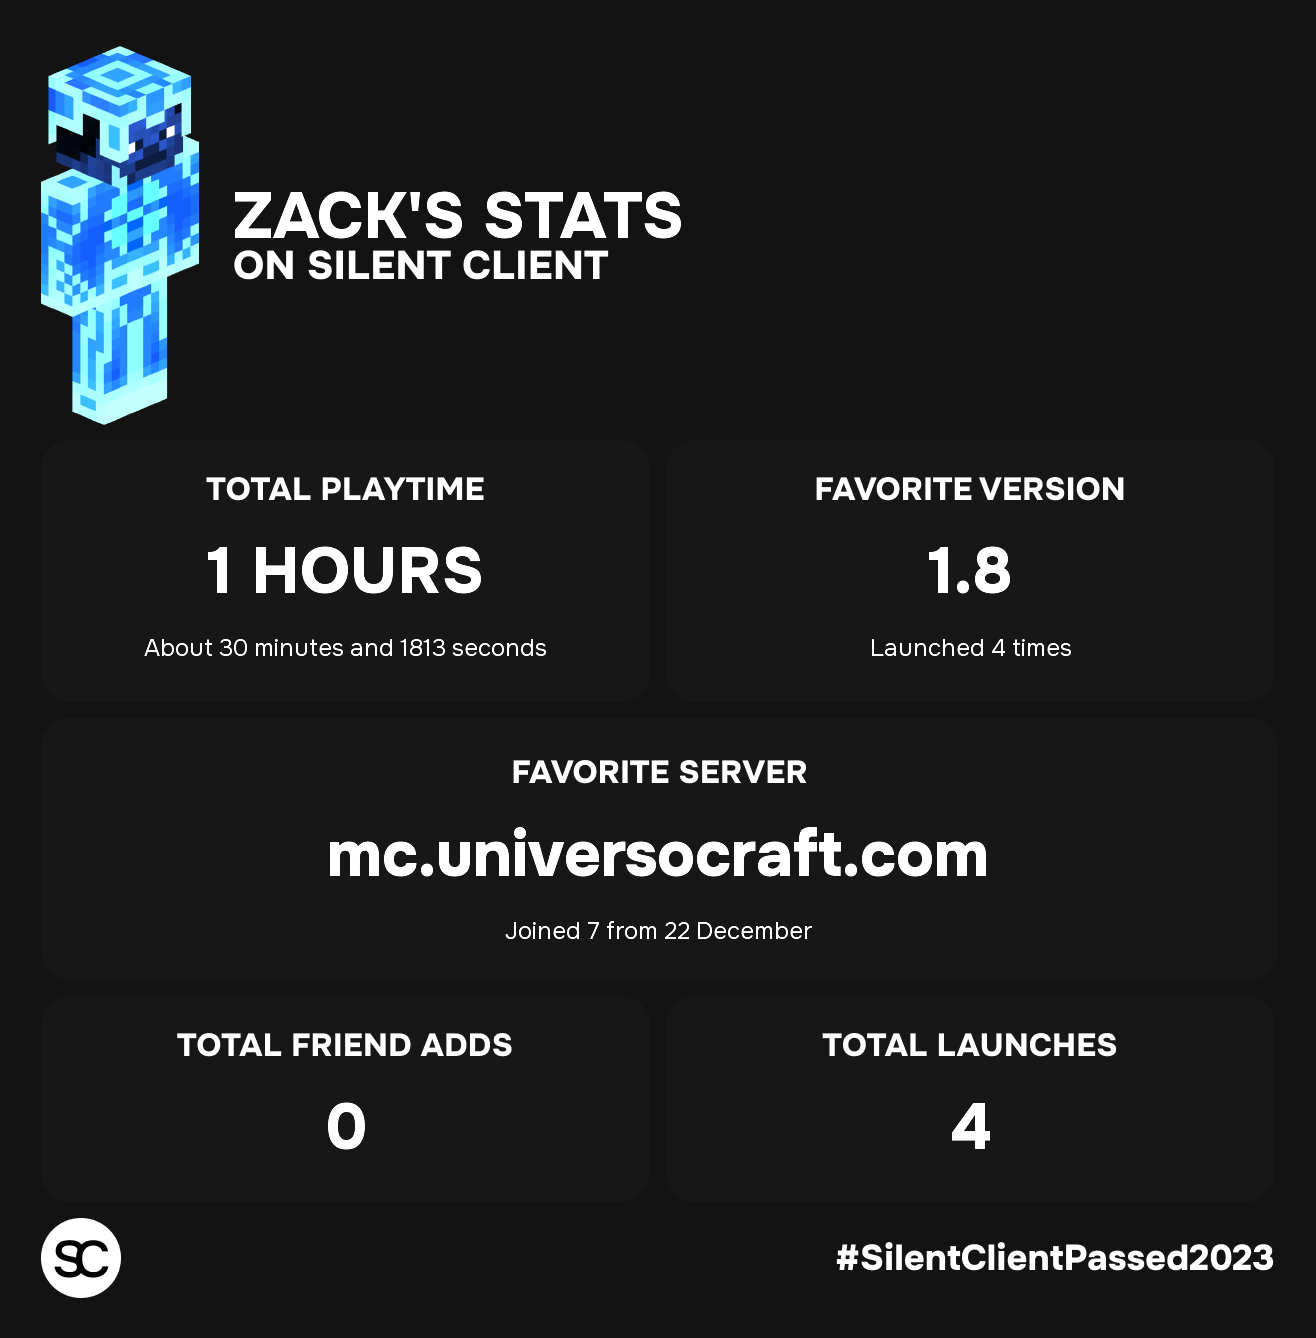 ZACK'S STATS
ON SILENT CLIENT
TOTAL PLAYTIME
1 HOURS
About 30 minutes and 1813 seconds
FAVORITE VERSION
1.8
Launched 4 times
FAVORITE SERVER
mc.universocraft.com
Joined 7 from 22 December
TOTAL FRIEND ADDS
0
TOTAL LAUNCHES
4
SC
#SilentClientPassed2023